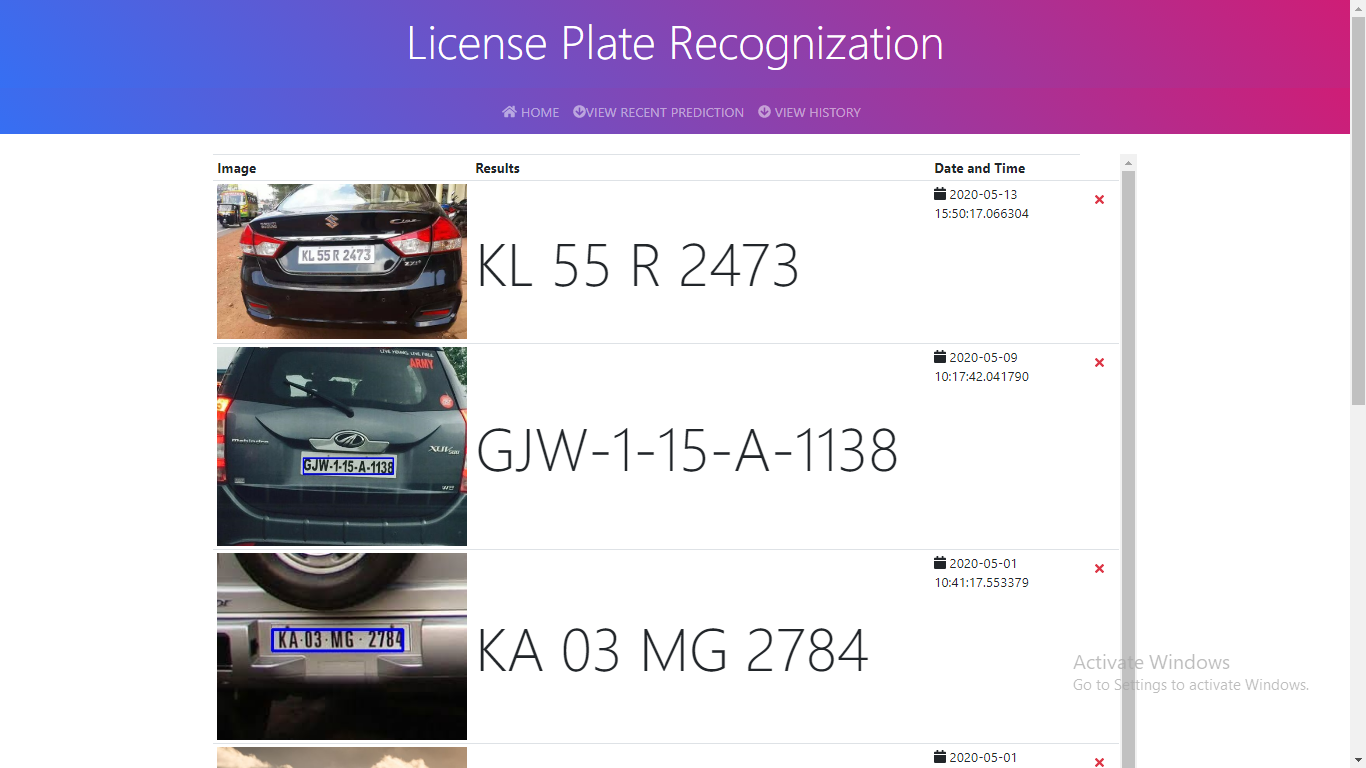 License Plate Recognization
HOME VIEW RECENT PREDICTION VIEW HISTORY
Image Results Date and Time
2020-05-13
15:50:17.066304
KL 55 R 2473
KL 55 R 2473
ARMY
Mahindra
XUV500
GJW-1-15-A-1138
2020-05-09
10:17:42.041790
GJW-1-15-A-1138
KA·03·MG·2784
2020-05-01
10:41:17.553379
KA 03 MG 2784
Activate Windows
Go to Settings to activate Windows.
2020-05-01